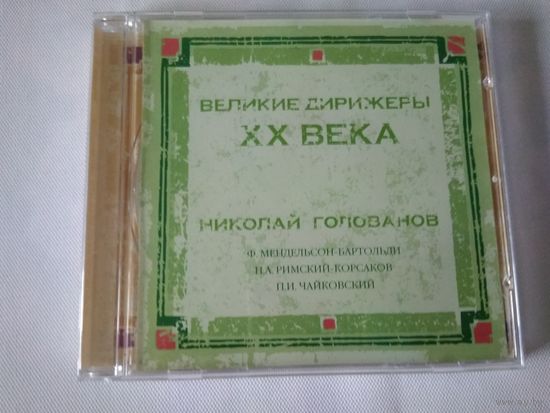 ВЕЛИКИЕ ДИРИЖЕРЫ
XX ВЕКА
НИКОЛАЙ ГОЛОВАНОВ
Ф. МЕНДЕЛЬСОН-БАРТОЛЬДИ
Н.А. РИМСКИЙ-КОРСАКОВ
П.И. ЧАЙКОВСКИЙ